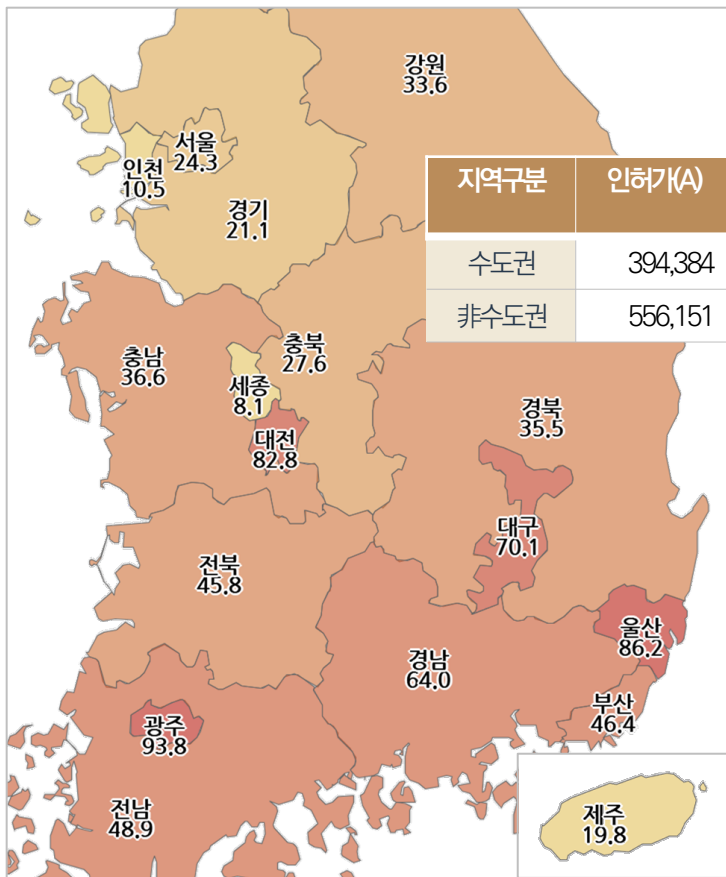 강원
33.6
서울
24.3
인천
10.5
경기
21.1
지역구분 인허가(A)
수도권 394,384
非수도권 556,151
충남
36.6
충북
27.6
세종
8.1
대전
82.8
경북
35.5
대구
70.1
전북
45.8
울산
86.2
경남
64.0
부산
46.4
광주
93.8
전남
48.9
제주
19.8